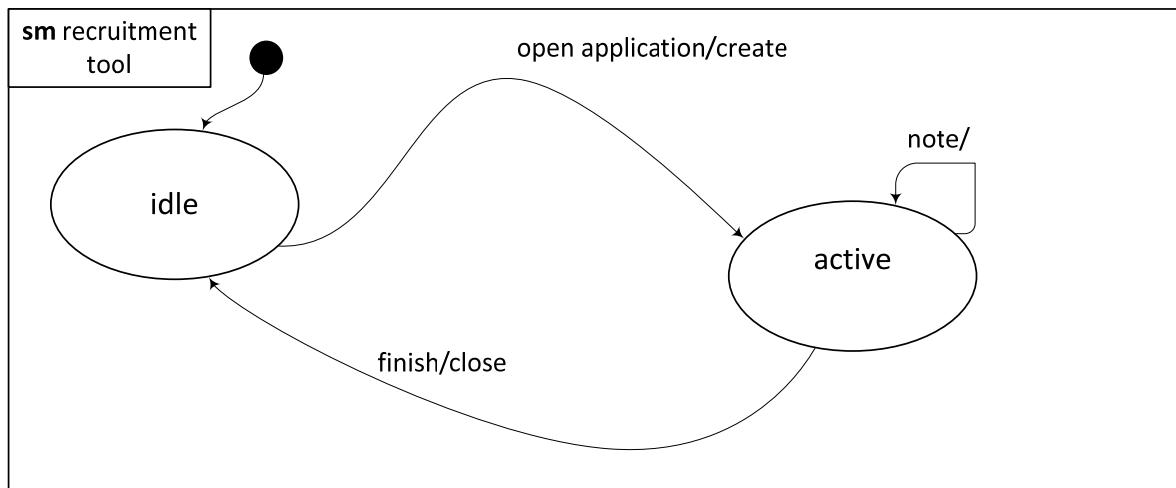 sm recruitment
tool
open application/create
note/
idle
active
finish/close